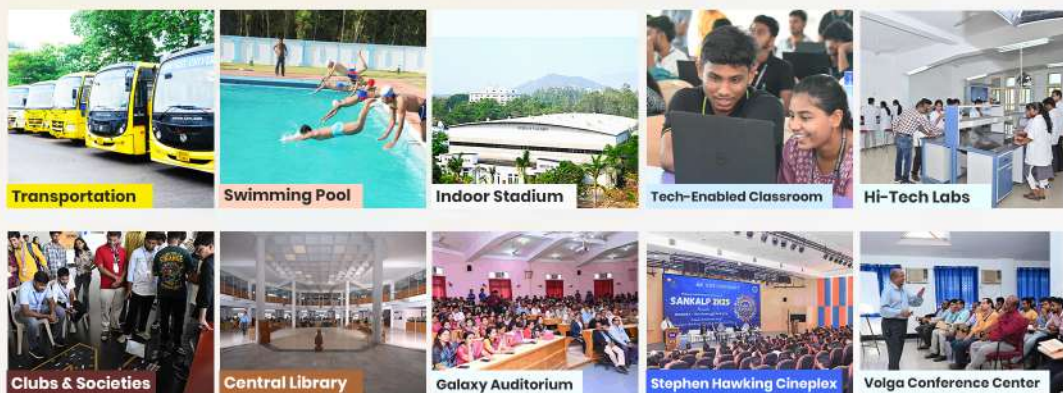 Transportation
Swimming Pool
Indoor Stadium
Tech-Enabled Classroom
Hi-Tech Labs
SANKALP 2K25
Clubs & Societies
Central Library
Galaxy Auditorium
Stephen Hawking Cineplex
Volga Conference Center